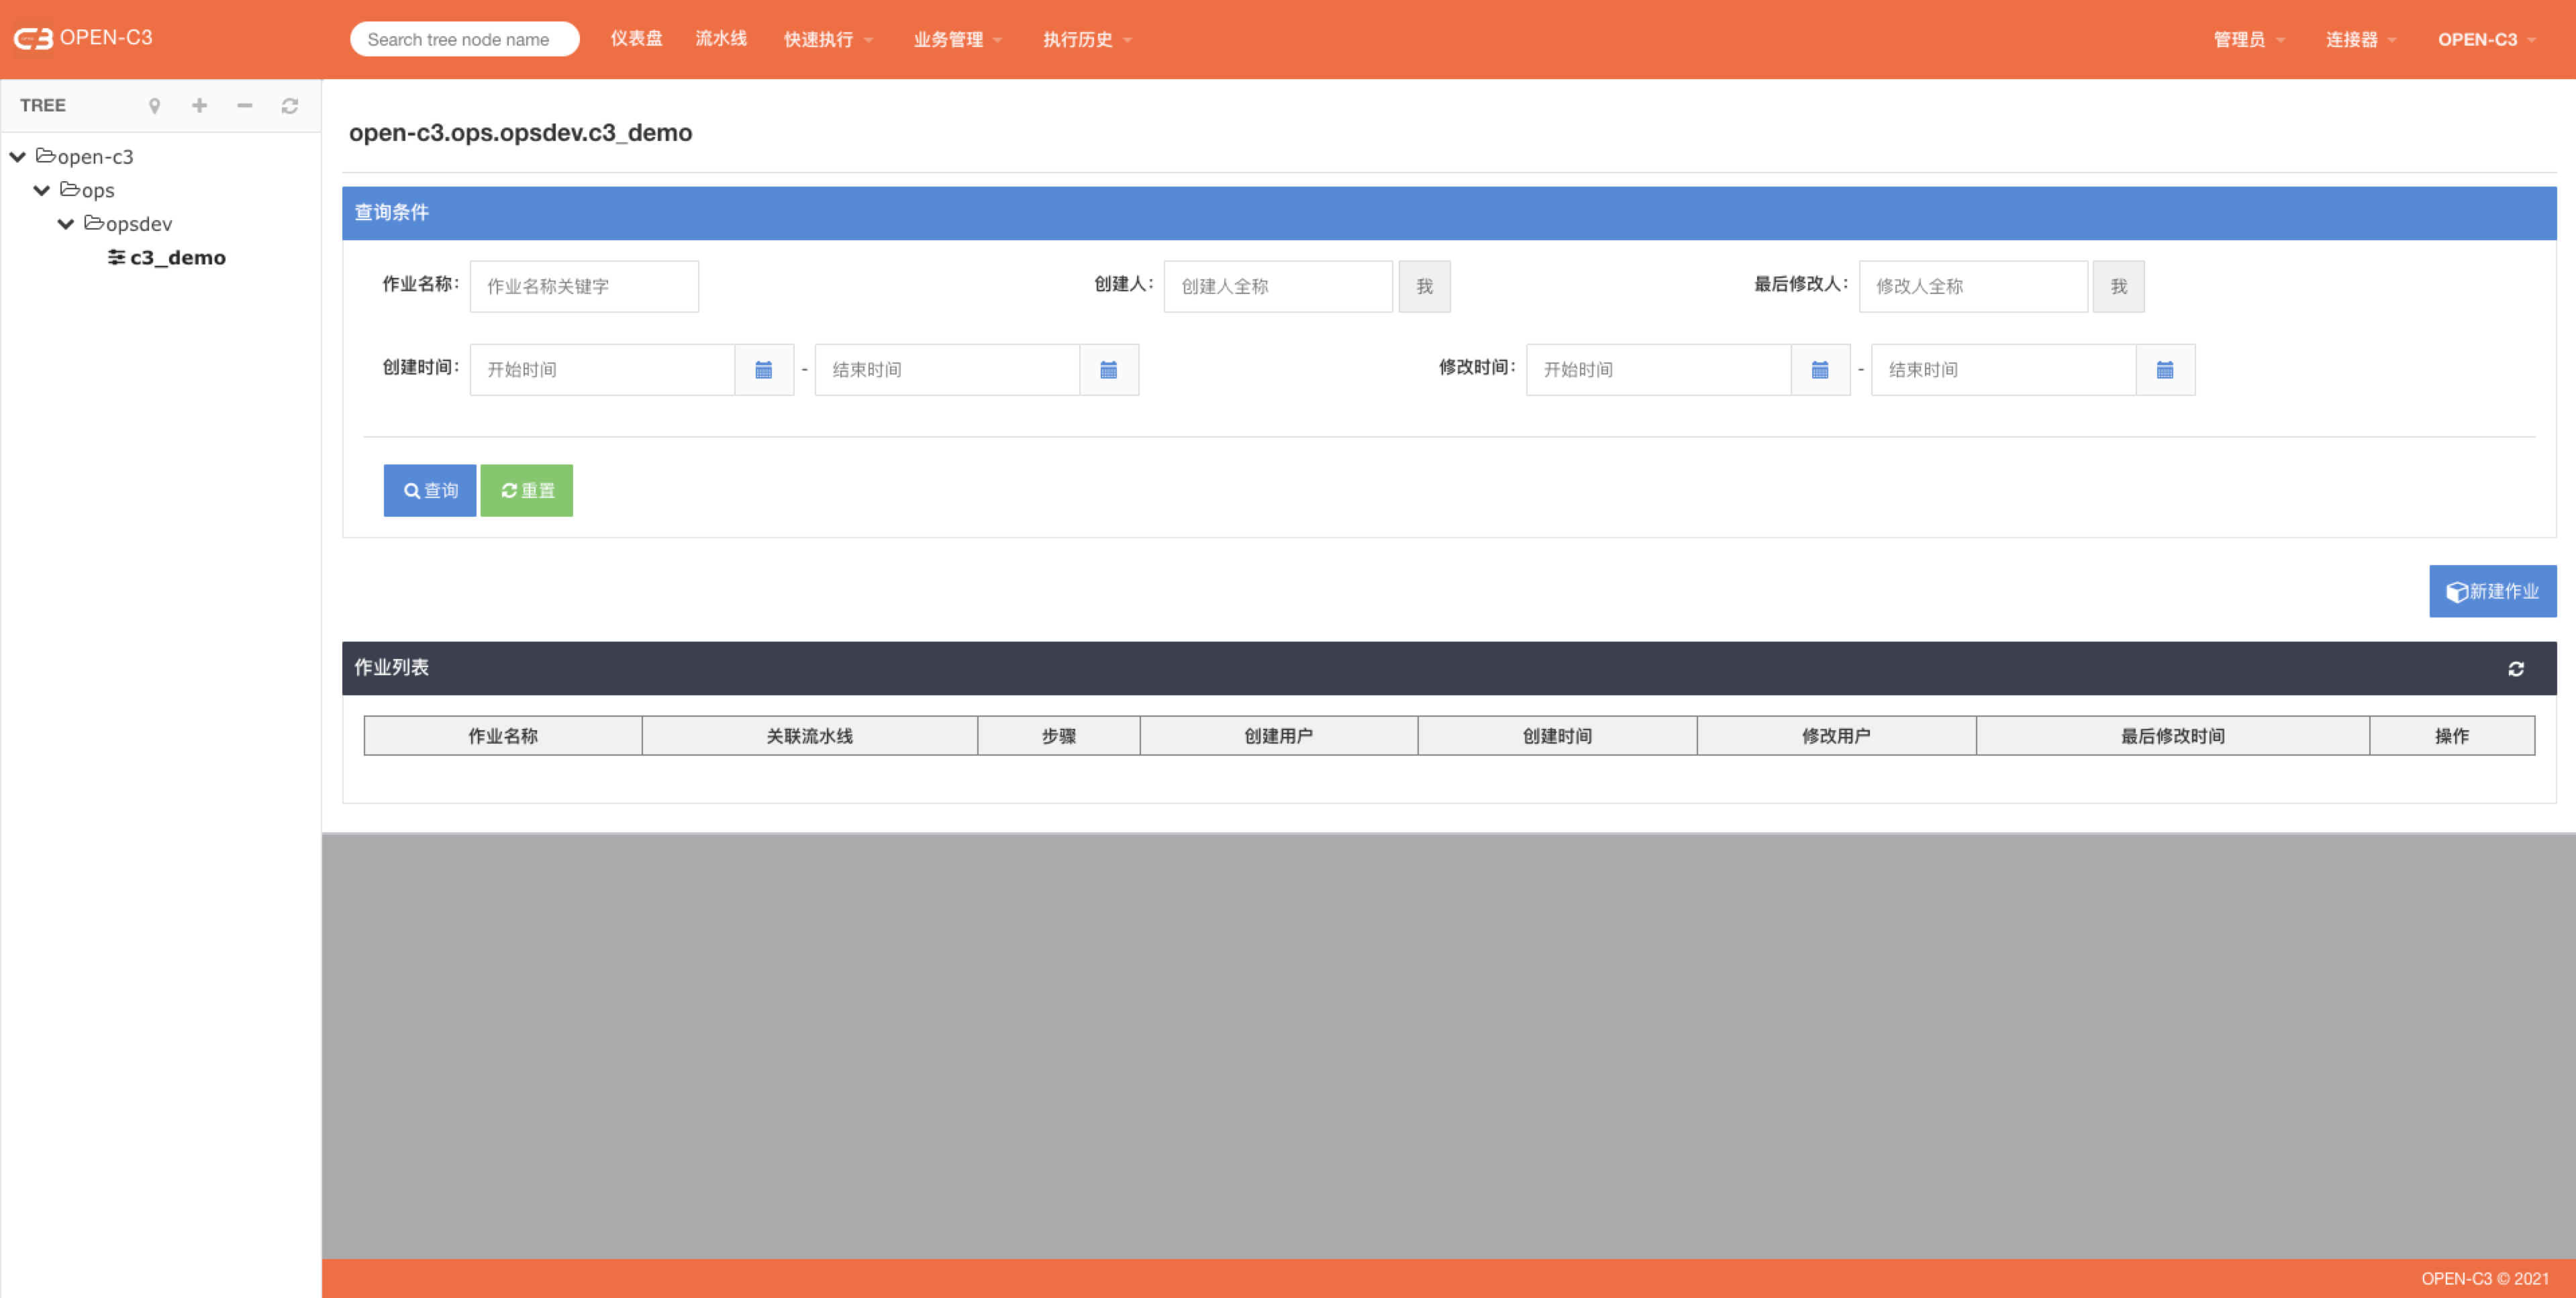 OPEN-C3
Search tree node name 仪表盘 流水线 快速执行 业务管理 执行历史 管理员 连接器 OPEN-C3
TREE
open-c3
ops
opsdev
c3_demo
open-c3.ops.opsdev.c3_demo
查询条件
作业名称: 作业名称关键字 创建人: 创建人全称 我 最后修改人: 修改人全称 我
创建时间: 开始时间 - 结束时间 修改时间: 开始时间 - 结束时间
查询 重置
新建作业
作业列表
作业名称 关联流水线 步骤 创建用户 创建时间 修改用户 最后修改时间 操作
OPEN-C3 © 2021